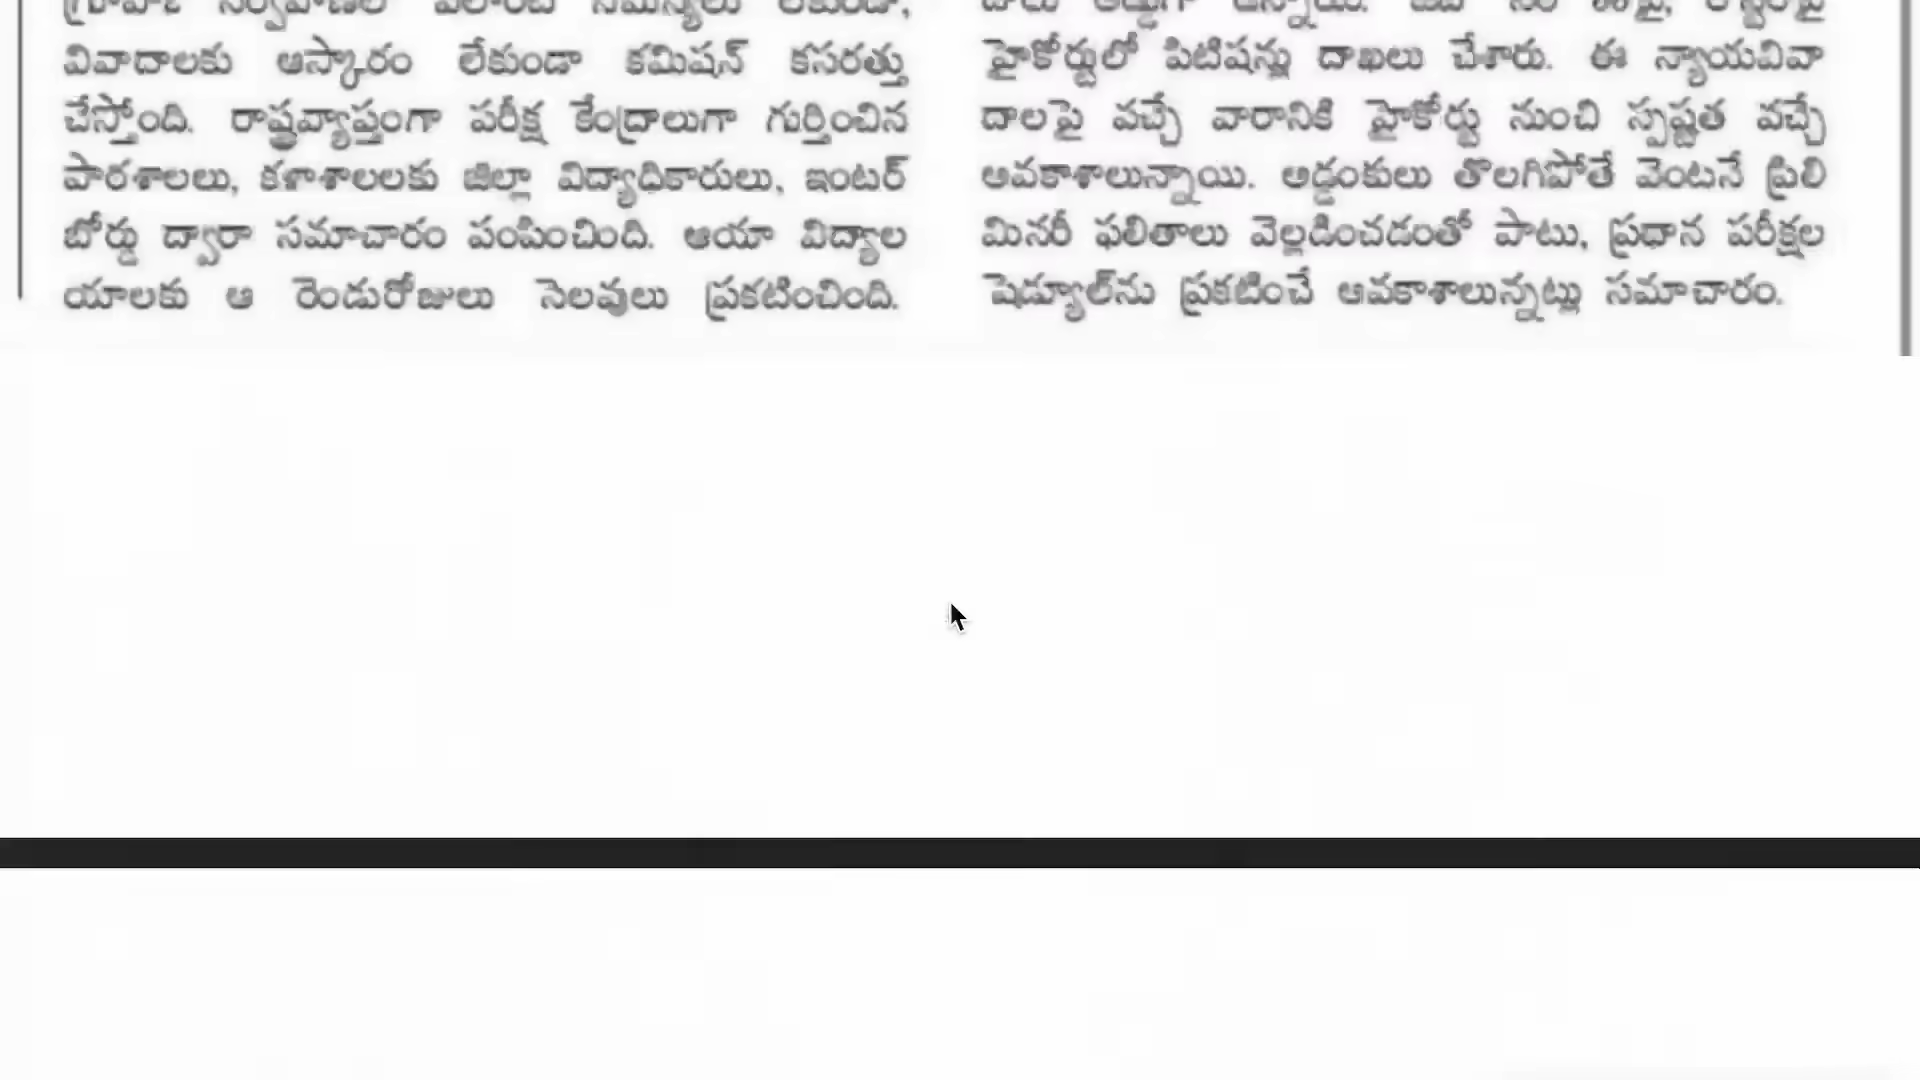 వివాదాలకు ఆస్కారం లేకుండా కమిషన్ కసరత్తు
చేస్తోంది. రాష్ట్రవ్యాప్తంగా పరీక్ష కేంద్రాలుగా గుర్తించిన
పాఠశాలలు, కళాశాలలకు జిల్లా విద్యాధికారులు, ఇంటర్
బోర్డు ద్వారా సమాచారం పంపించింది. ఆయా విద్యాల
యాలకు ఆ రెండురోజులు సెలవులు ప్రకటించింది.
హైకోర్టులో పిటిషన్లు దాఖలు చేశారు. ఈ న్యాయవివా
దాలపై వచ్చే వారానికి హైకోర్టు నుంచి స్పష్టత వచ్చే
అవకాశాలున్నాయి. అడ్డంకులు తొలగిపోతే వెంటనే ప్రిలి
మినరీ ఫలితాలు వెల్లడించడంతో పాటు, ప్రధాన పరీక్షల
షెడ్యూల్‌ను ప్రకటించే అవకాశాలున్నట్లు సమాచారం.